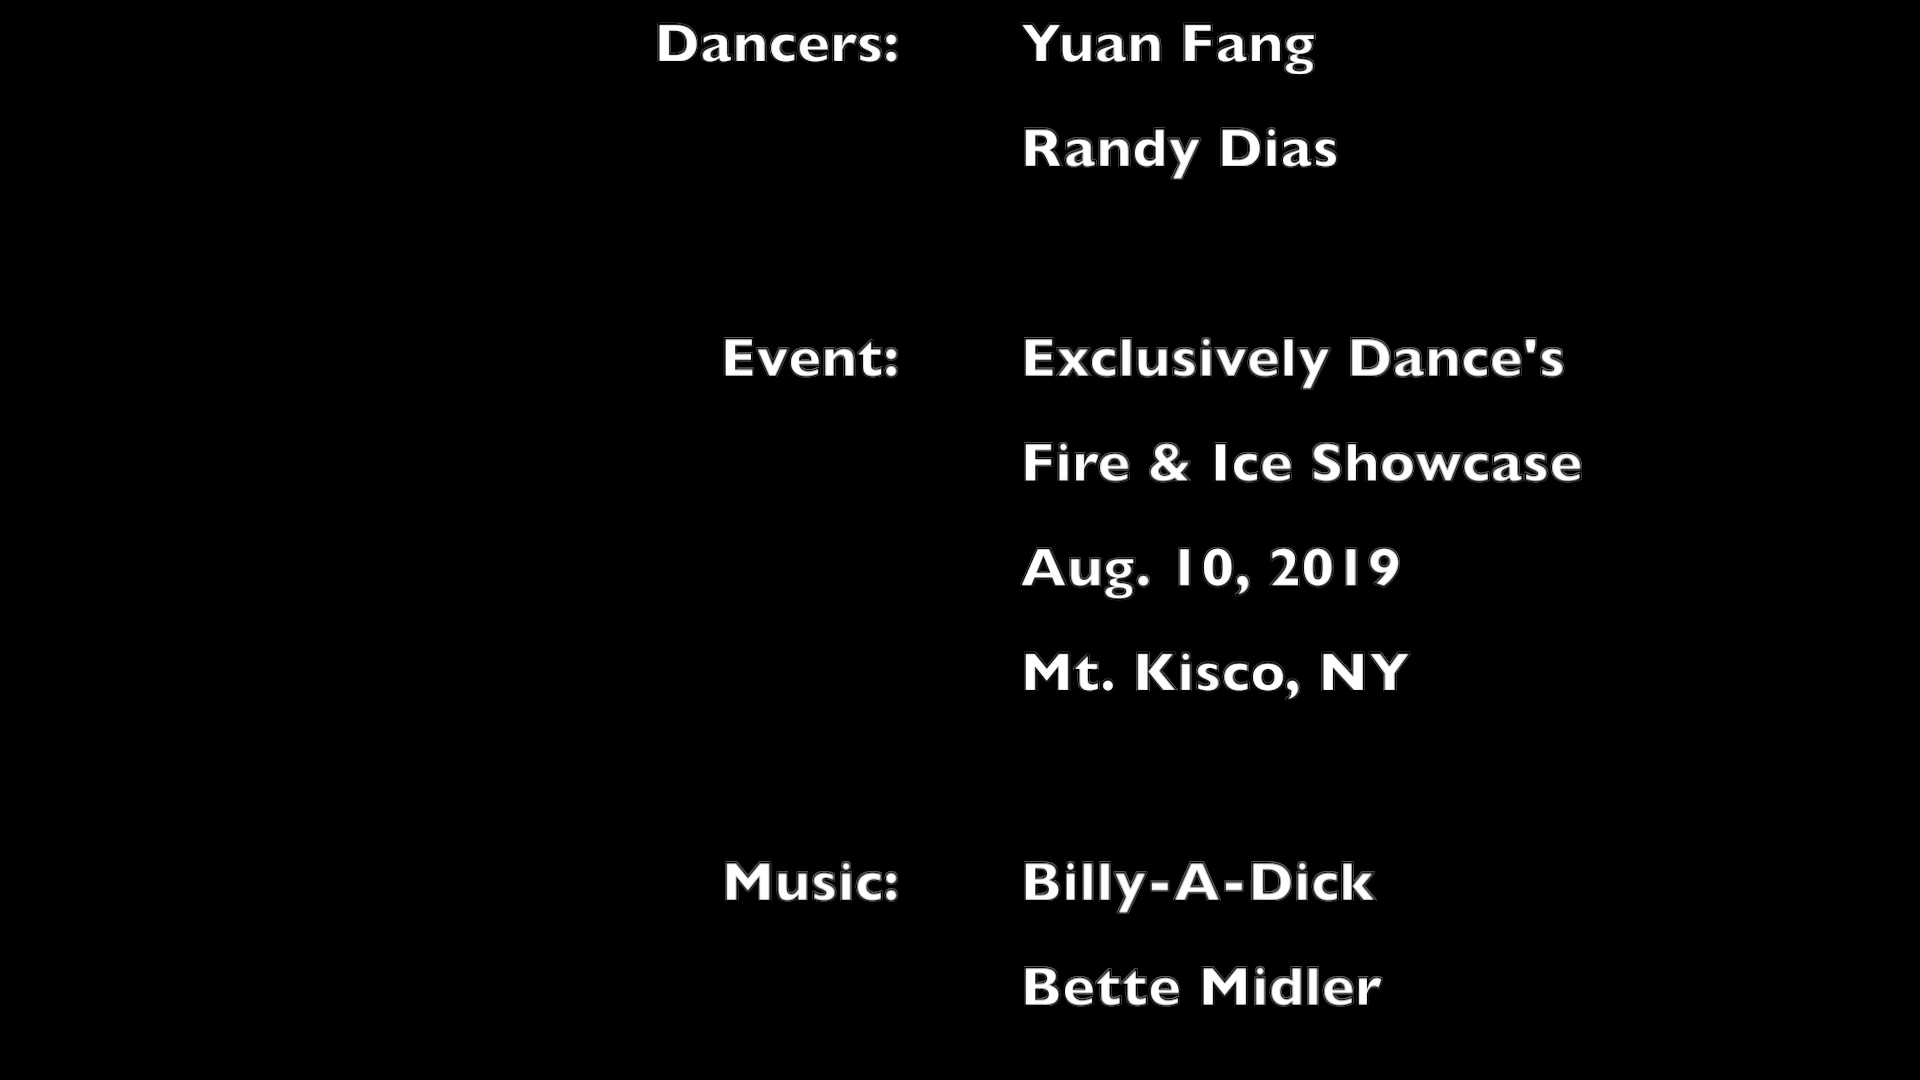 Dancers: Yuan Fang
Randy Dias
Event: Exclusively Dance's
Fire & Ice Showcase
Aug. 10, 2019
Mt. Kisco, NY
Music: Billy-A-Dick
Bette Midler